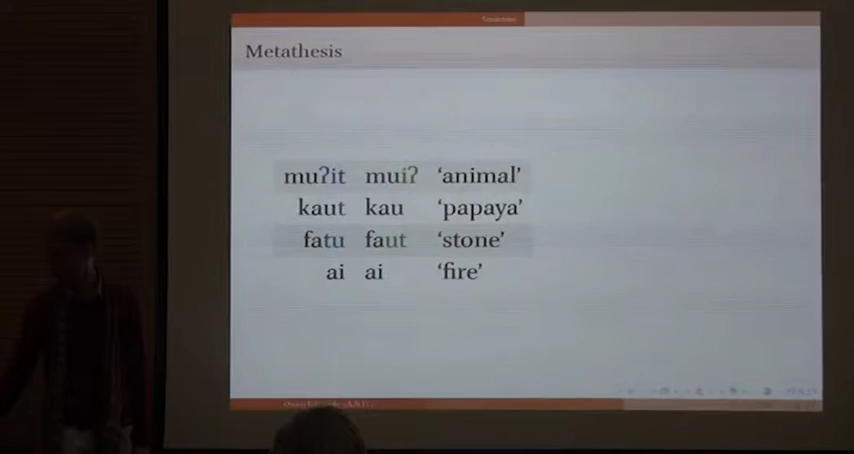 Metathesis
muʔit muiʔ ‘animal’
kaut kau ‘papaya’
fatu faut ‘stone’
ai ai ‘fire’